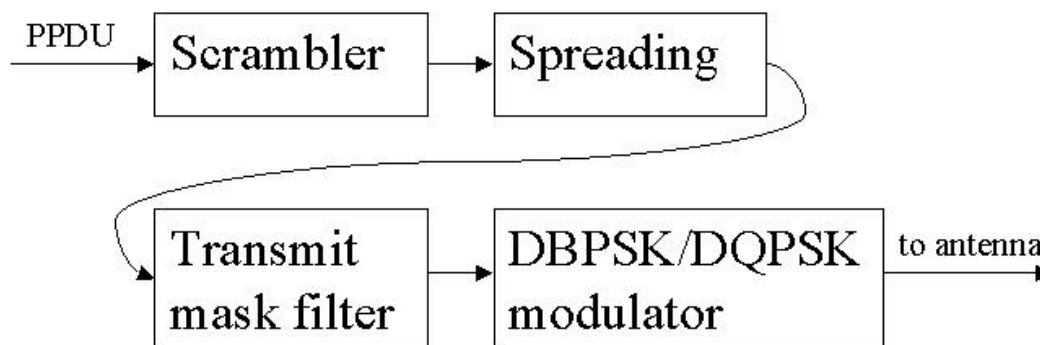 PPDU
Scrambler
Spreading
Transmit
mask filter
DBPSK/DQPSK
modulator
to antenna